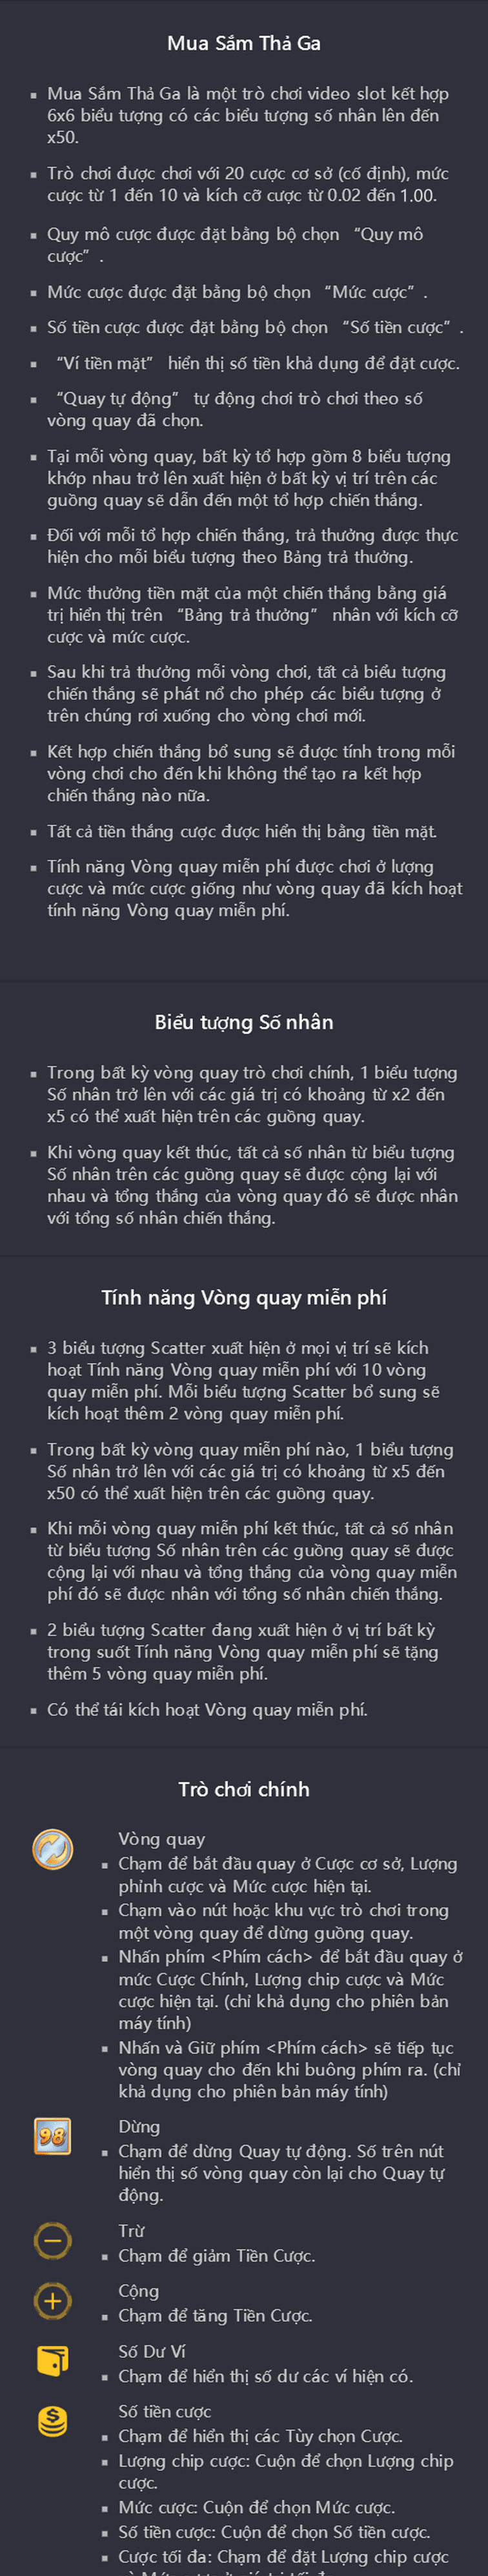 Mua Sắm Thả Ga
Mua Sắm Thả Ga là một trò chơi video slot kết hợp
6x6 biểu tượng có các biểu tượng số nhân lên đến
x50.
Trò chơi được chơi với 20 cược cơ sở (cố định), mức
cược từ 1 đến 10 và kích cỡ cược từ 0.02 đến 1.00.
Quy mô cược được đặt bằng bộ chọn “Quy mô
cược” .
Mức cược được đặt bằng bộ chọn “Mức cược” .
Số tiền cược được đặt bằng bộ chọn “Số tiền cược” .
“Ví tiền mặt” hiển thị số tiền khả dụng để đặt cược.
“Quay tự động” tự động chơi trò chơi theo số
vòng quay đã chọn.
Tại mỗi vòng quay, bất kỳ tổ hợp gồm 8 biểu tượng
khớp nhau trở lên xuất hiện ở bất kỳ vị trí trên các
guồng quay sẽ dẫn đến một tổ hợp chiến thắng.
Đối với mỗi tổ hợp chiến thắng, trả thưởng được thực
hiện cho mỗi biểu tượng theo Bảng trả thưởng.
Mức thưởng tiền mặt của một chiến thắng bằng giá
trị hiển thị trên “Bảng trả thưởng” nhân với kích cỡ
cược và mức cược.
Sau khi trả thưởng mỗi vòng chơi, tất cả biểu tượng
chiến thắng sẽ phát nổ cho phép các biểu tượng ở
trên chúng rơi xuống cho vòng chơi mới.
Kết hợp chiến thắng bổ sung sẽ được tính trong mỗi
vòng chơi cho đến khi không thể tạo ra kết hợp
chiến thắng nào nữa.
Tất cả tiền thắng cược được hiển thị bằng tiền mặt.
Tính năng Vòng quay miễn phí được chơi ở lượng
cược và mức cược giống như vòng quay đã kích hoạt
tính năng Vòng quay miễn phí.
Biểu tượng Số nhân
Trong bất kỳ vòng quay trò chơi chính, 1 biểu tượng
Số nhân trở lên với các giá trị có khoảng từ x2 đến
x5 có thể xuất hiện trên các guồng quay.
Khi vòng quay kết thúc, tất cả số nhân từ biểu tượng
Số nhân trên các guồng quay sẽ được cộng lại với
nhau và tổng thắng của vòng quay đó sẽ được nhân
với tổng số nhân chiến thắng.
Tính năng Vòng quay miễn phí
3 biểu tượng Scatter xuất hiện ở mọi vị trí sẽ kích
hoạt Tính năng Vòng quay miễn phí với 10 vòng
quay miễn phí. Mỗi biểu tượng Scatter bổ sung sẽ
kích hoạt thêm 2 vòng quay miễn phí.
Trong bất kỳ vòng quay miễn phí nào, 1 biểu tượng
Số nhân trở lên với các giá trị có khoảng từ x5 đến
x50 có thể xuất hiện trên các guồng quay.
Khi mỗi vòng quay miễn phí kết thúc, tất cả số nhân
từ biểu tượng Số nhân trên các guồng quay sẽ được
cộng lại với nhau và tổng thắng của vòng quay miễn
phí đó sẽ được nhân với tổng số nhân chiến thắng.
2 biểu tượng Scatter đang xuất hiện ở vị trí bất kỳ
trong suốt Tính năng Vòng quay miễn phí sẽ tặng
thêm 5 vòng quay miễn phí.
Có thể tái kích hoạt Vòng quay miễn phí.
Trò chơi chính
Vòng quay
Chạm để bắt đầu quay ở Cược cơ sở, Lượng
phỉnh cược và Mức cược hiện tại.
Chạm vào nút hoặc khu vực trò chơi trong
một vòng quay để dừng guồng quay.
Nhấn phím <Phím cách> để bắt đầu quay ở
mức Cược Chính, Lượng chip cược và Mức
cược hiện tại. (chỉ khả dụng cho phiên bản
máy tính)
Nhấn và Giữ phím <Phím cách> sẽ tiếp tục
vòng quay cho đến khi buông phím ra. (chỉ
khả dụng cho phiên bản máy tính)
98
Dừng
Chạm để dừng Quay tự động. Số trên nút
hiển thị số vòng quay còn lại cho Quay tự
động.
Trừ
Chạm để giảm Tiền Cược.
Cộng
Chạm để tăng Tiền Cược.
Số Dư Ví
Chạm để hiển thị số dư các ví hiện có.
Số tiền cược
Chạm để hiển thị các Tùy chọn Cược.
Lượng chip cược: Cuộn để chọn Lượng chip
cược.
Mức cược: Cuộn để chọn Mức cược.
Số tiền cược: Cuộn để chọn Số tiền cược.
Cược tối đa: Chạm để đặt Lượng chip cược